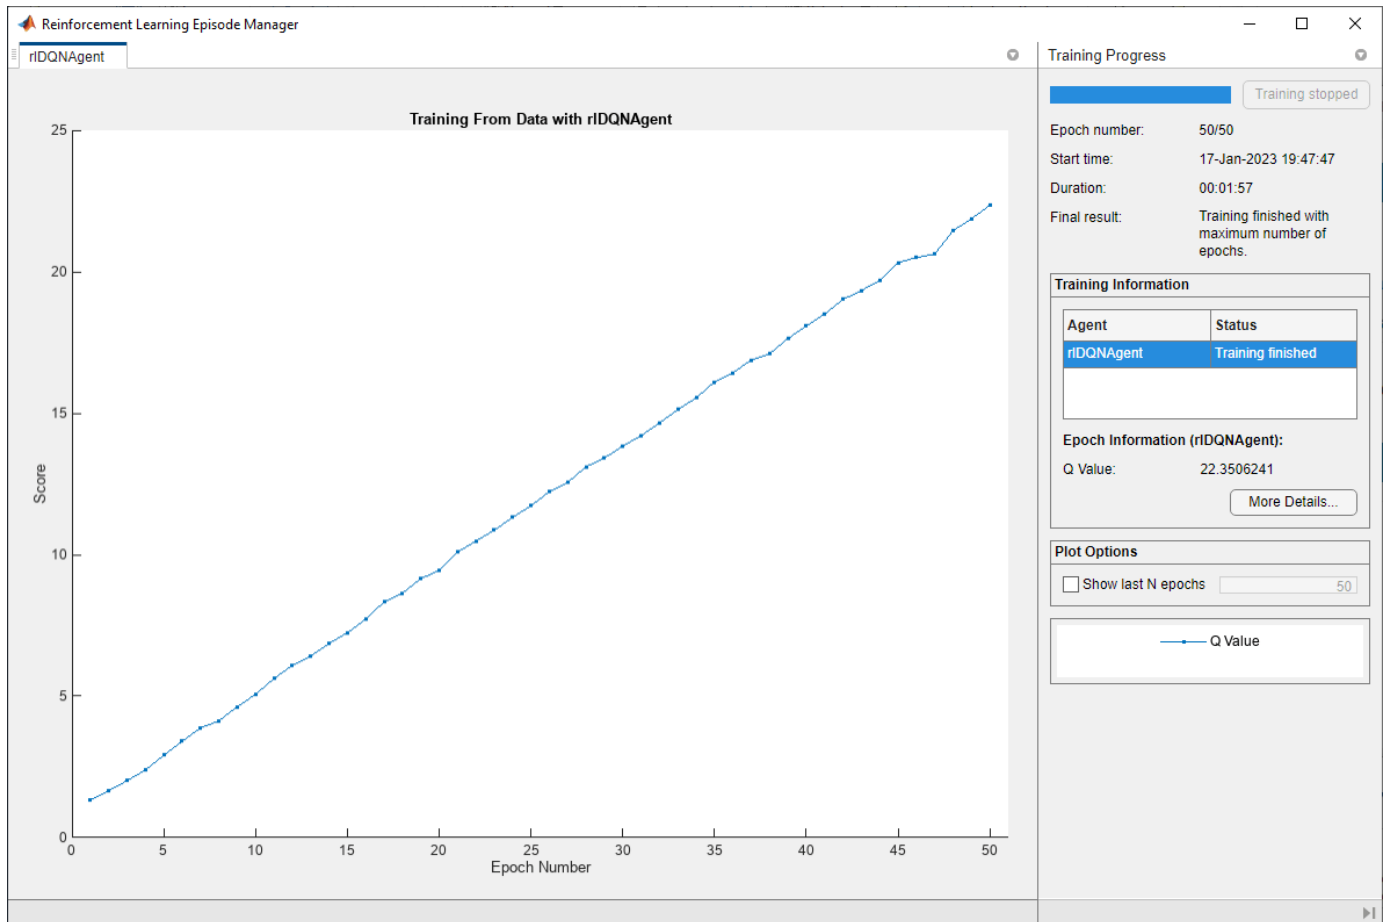 Reinforcement Learning Episode Manager
rlDQNAgent
Training From Data with rlDQNAgent
25
20
15
10
5
0
Score
0 5 10 15 20 25 30 35 40 45 50
Epoch Number
Training Progress
Training stopped
Epoch number: 50/50
Start time: 17-Jan-2023 19:47:47
Duration: 00:01:57
Final result: Training finished with
maximum number of
epochs.
Training Information
Agent Status
rlDQNAgent Training finished
Epoch Information (rlDQNAgent):
Q Value: 22.3506241
More Details...
Plot Options
Show last N epochs 50
Q Value